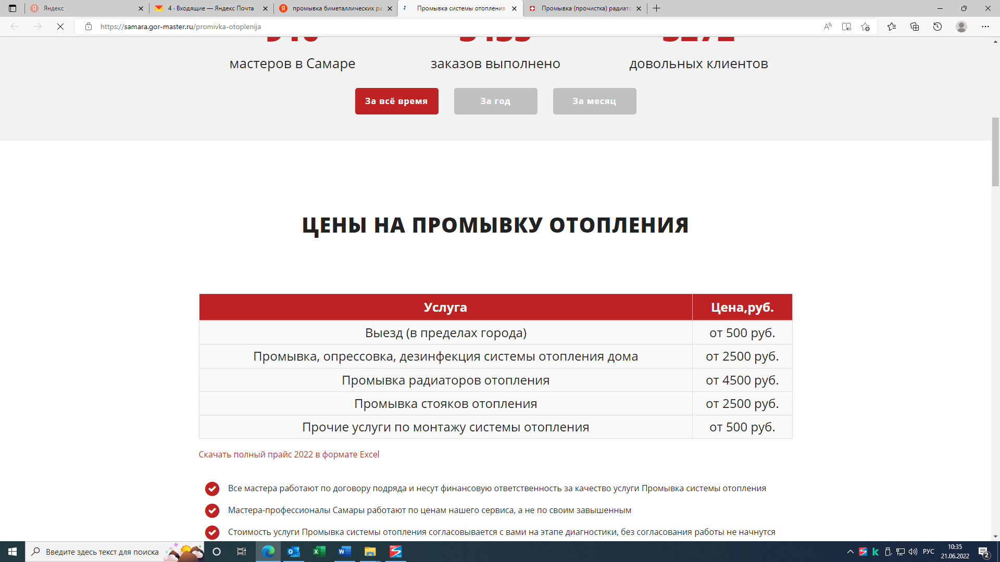 Яндекс
4 · Входящие — Яндекс Почта
промывка биметаллических ра
Промывка системы отопления
Промывка (прочистка) радиато
https://samara.gor-master.ru/promivka-otoplenija
мастеров в Самаре
заказов выполнено
довольных клиентов
За всё время
За год
За месяц
ЦЕНЫ НА ПРОМЫВКУ ОТОПЛЕНИЯ
Услуга Цена,руб.
Выезд (в пределах города) от 500 руб.
Промывка, опрессовка, дезинфекция системы отопления дома от 2500 руб.
Промывка радиаторов отопления от 4500 руб.
Промывка стояков отопления от 2500 руб.
Прочие услуги по монтажу системы отопления от 500 руб.
Скачать полный прайс 2022 в формате Excel
Все мастера работают по договору подряда и несут финансовую ответственность за качество услуги Промывка системы отопления
Мастера-профессионалы Самары работают по ценам нашего сервиса, а не по своим завышенным
Стоимость услуги Промывка системы отопления согласовывается с вами на этапе диагностики, без согласования работы не начнутся
Введите здесь текст для поиска
РУС
10:35
21.06.2022
2